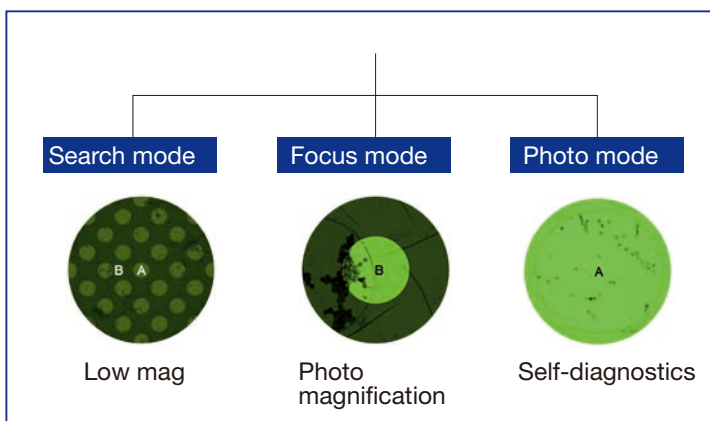 Search mode
Focus mode
Photo mode
B A
B
A
Low mag
Photo
magnification
Self-diagnostics